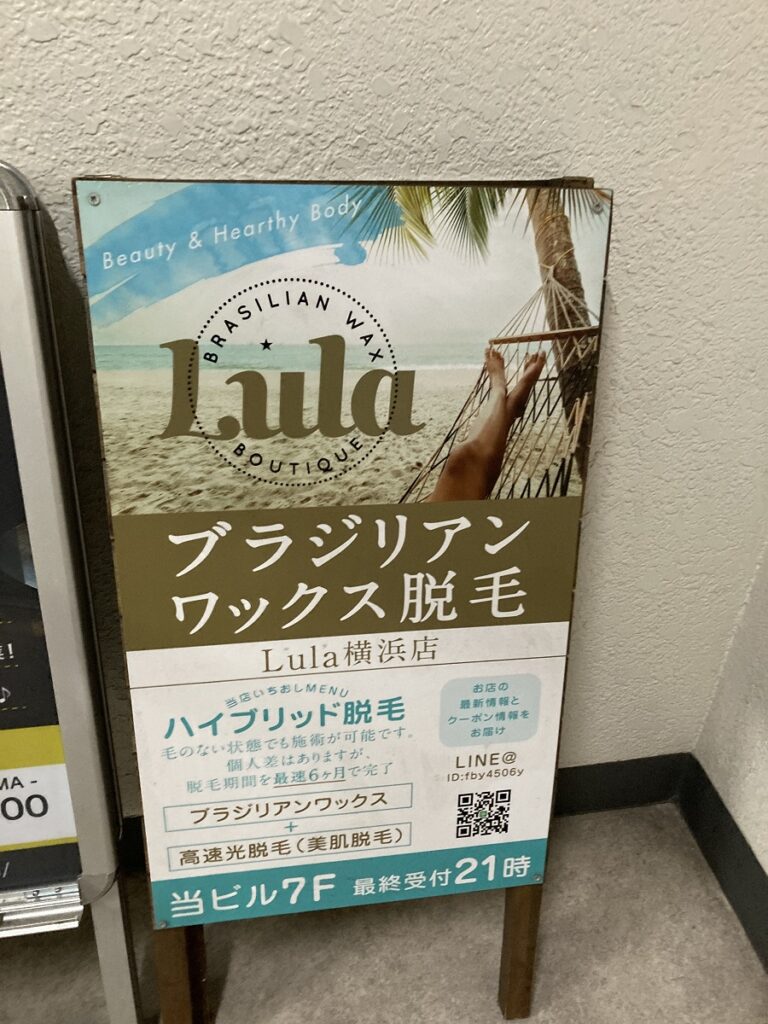 Beauty & Hearthy Body
BRASILIAN WAX
Lula
BOUTIQUE
ブラジリアン
ワックス脱毛
Lula横浜店
当店いちおしMENU
ハイブリッド脱毛
毛のない状態でも施術が可能です。
個人差はありますが、
脱毛期間を最速6ヶ月で完了
ブラジリアンワックス
+
高速光脱毛(美肌脱毛)
お店の
最新情報と
クーポン情報を
お届け
LINE@
ID:fby4506y
当ビル7F 最終受付21時
!
♪
MA -
00